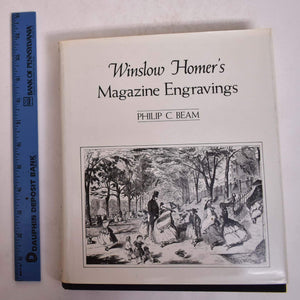 Winslow Homer's
Magazine Engravings
PHILIP C. BEAM
BANK OF PENNSYLVANIA
DAUPHIN DEPOSIT BANK